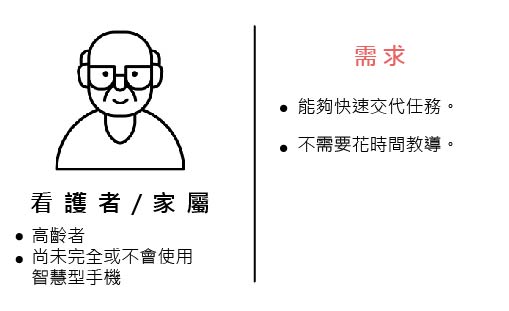 看護者/家屬
• 高齡者
• 尚未完全或不會使用
智慧型手機
需求
• 能夠快速交代任務。
• 不需要花時間教導。